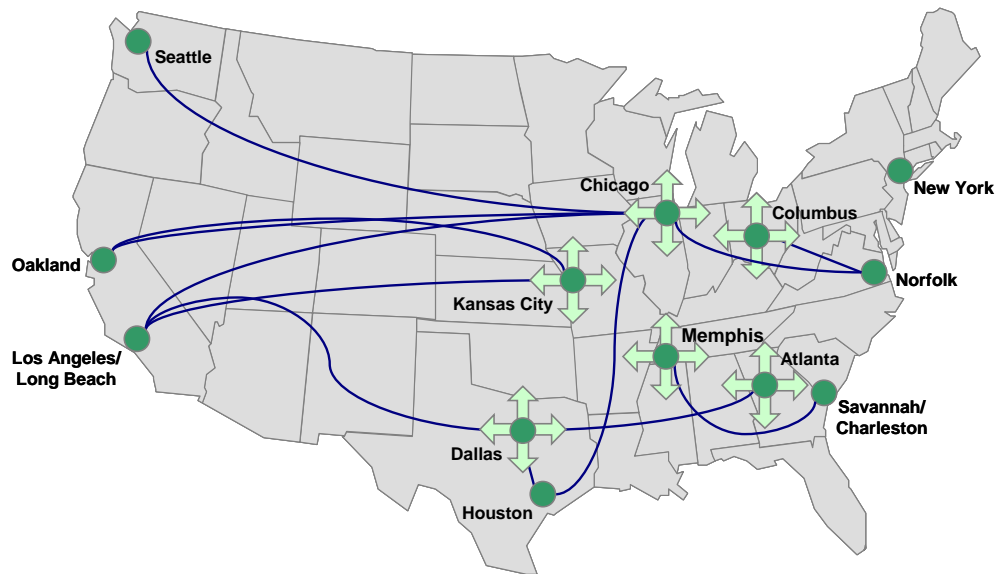 Seattle
Chicago
New York
Columbus
Oakland
Norfolk
Kansas City
Memphis
Los Angeles/
Long Beach
Atlanta
Savannah/
Charleston
Dallas
Houston